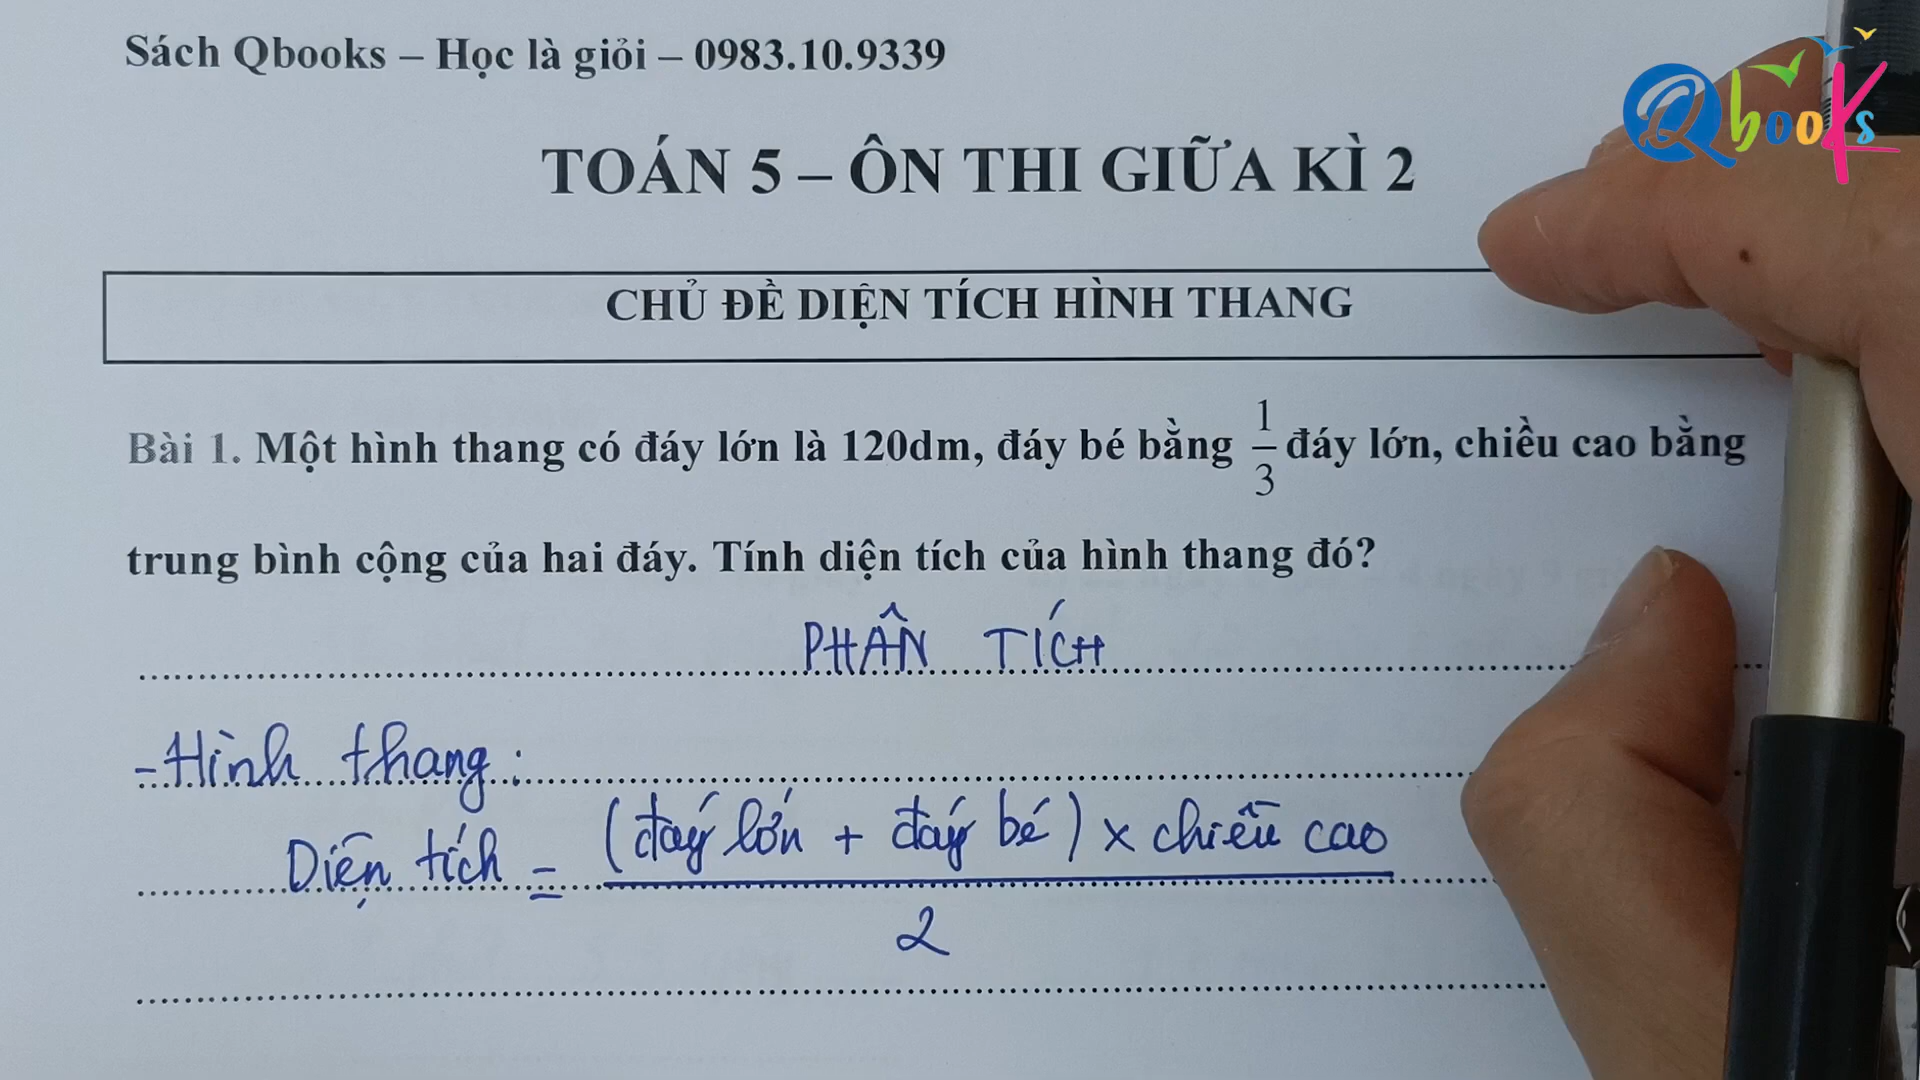 Sách Qbooks – Học là giỏi – 0983.10.9339
Qbooks
TOÁN 5 – ÔN THI GIỮA KÌ 2
CHỦ ĐỀ DIỆN TÍCH HÌNH THANG
Bài 1. Một hình thang có đáy lớn là 120dm, đáy bé bằng 1/3 đáy lớn, chiều cao bằng
trung bình cộng của hai đáy. Tính diện tích của hình thang đó?
PHÂN TÍCH
- Hình thang:
Diện tích = (đáy lớn + đáy bé) x chiều cao
2